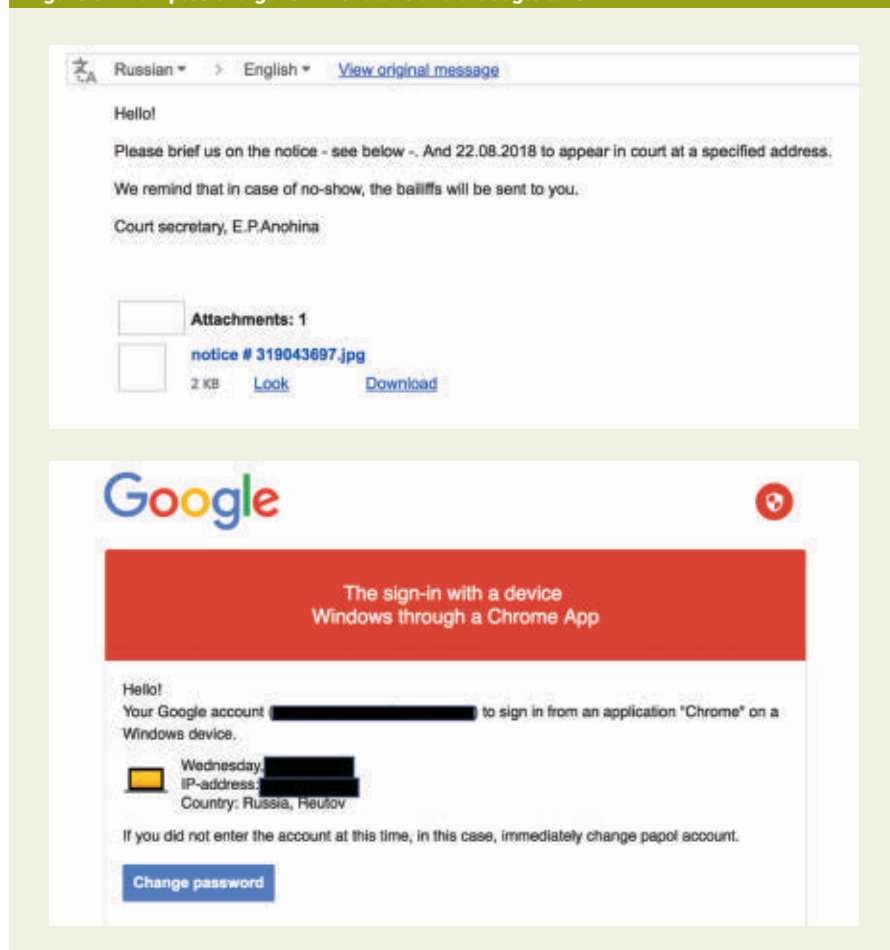 Russian > English View original message
Hello!
Please brief us on the notice - see below -. And 22.08.2018 to appear in court at a specified address.
We remind that in case of no-show, the bailiffs will be sent to you.
Court secretary, E.P.Anohina
Attachments: 1
notice # 319043697.jpg
2 KB Look Download
Google
The sign-in with a device
Windows through a Chrome App
Hello!
Your Google account ( ) to sign in from an application "Chrome" on a
Windows device.
Wednesday,
IP-address:
Country: Russia, Reutov
If you did not enter the account at this time, in this case, immediately change papol account.
Change password